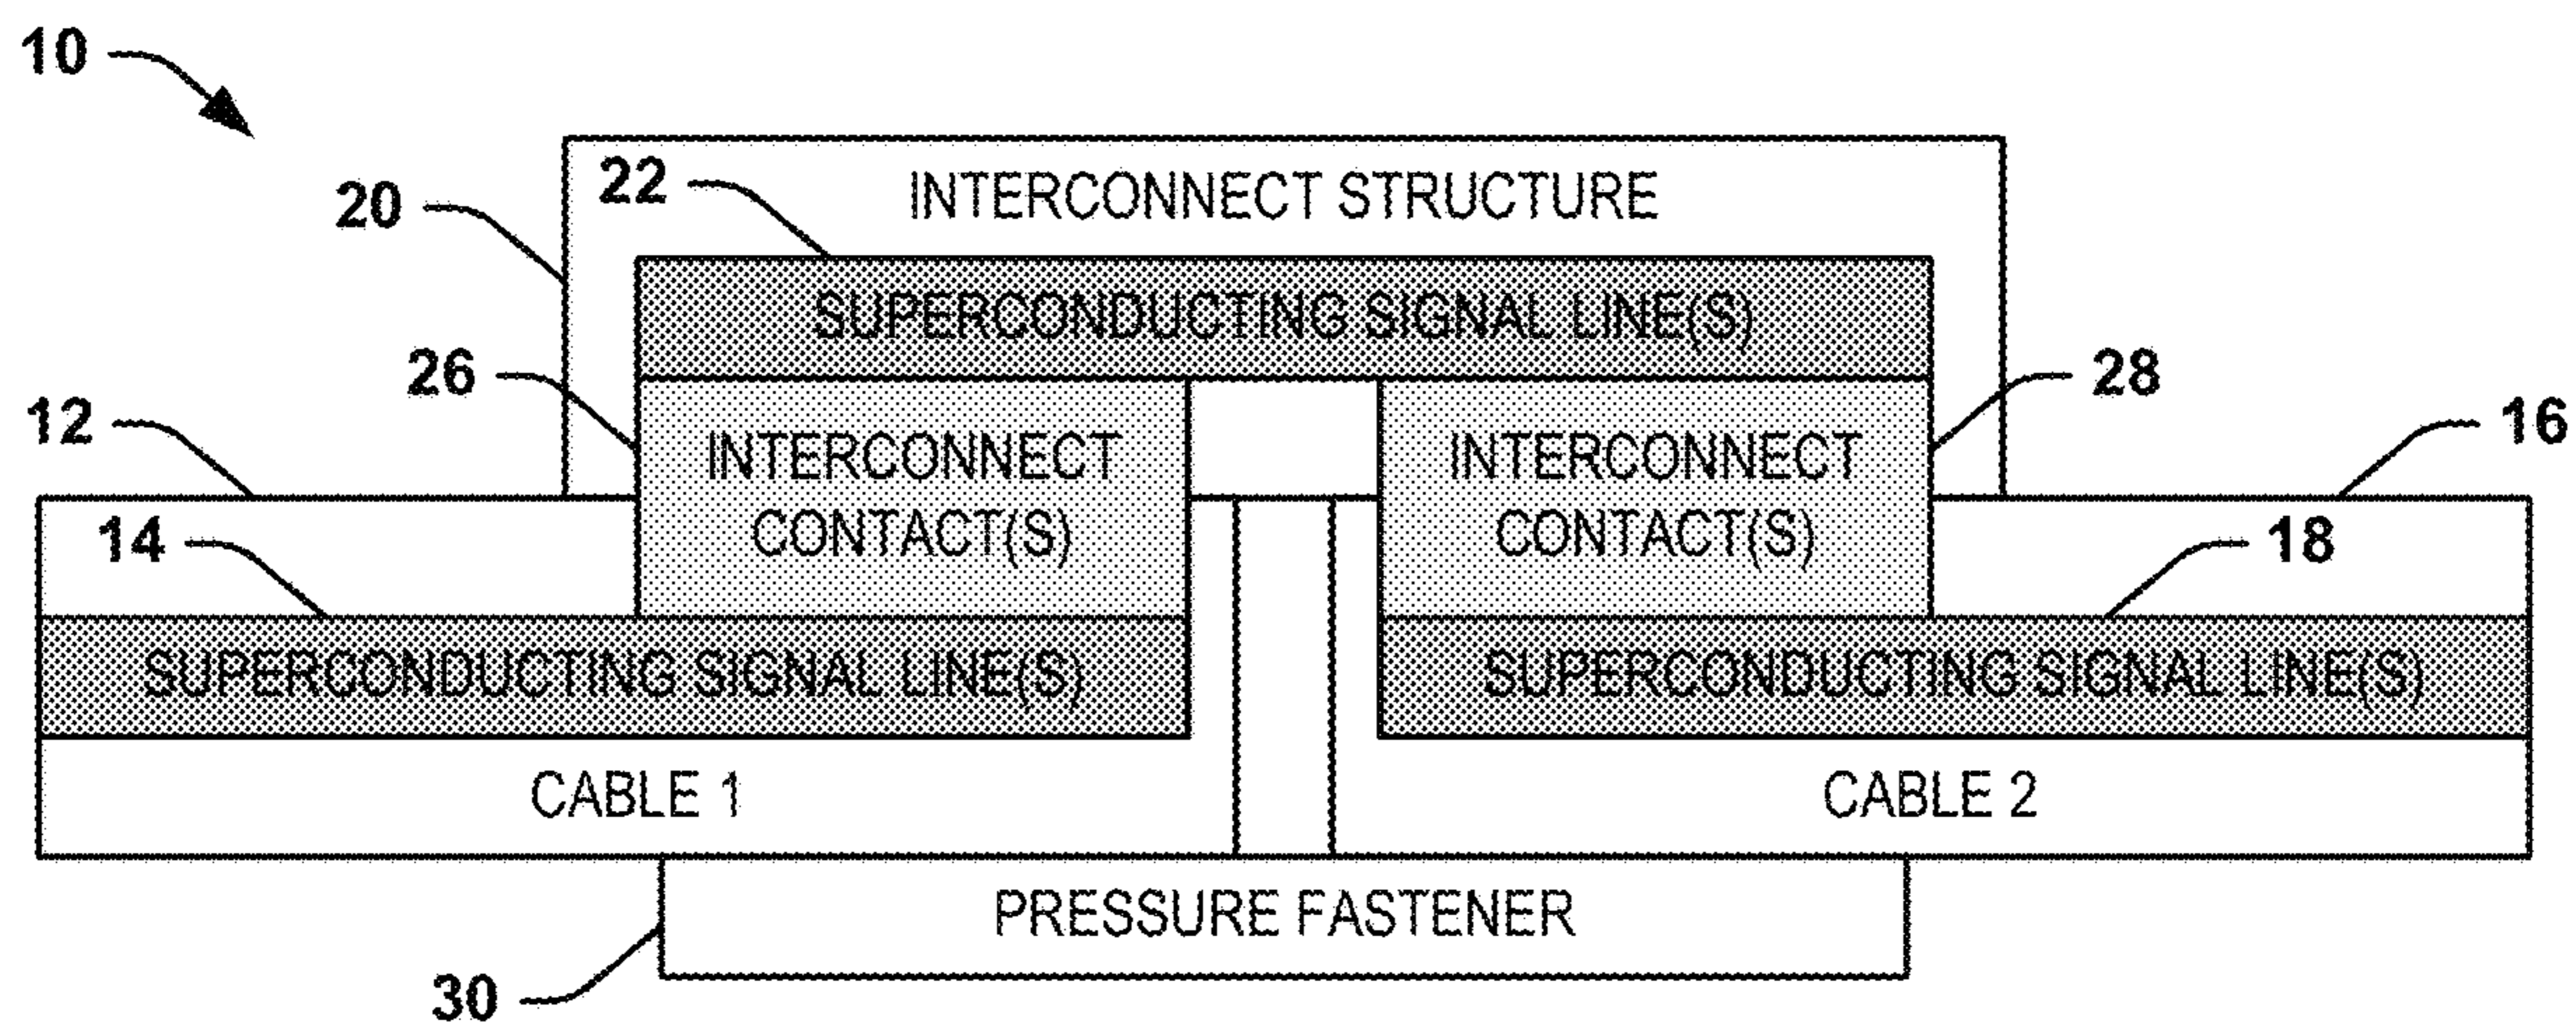 10
20
22
INTERCONNECT STRUCTURE
SUPERCONDUCTING SIGNAL LINE(S)
26
28
12
16
INTERCONNECT
CONTACT(S)
INTERCONNECT
CONTACT(S)
14
18
SUPERCONDUCTING SIGNAL LINE(S)
SUPERCONDUCTING SIGNAL LINE(S)
CABLE 1
CABLE 2
PRESSURE FASTENER
30